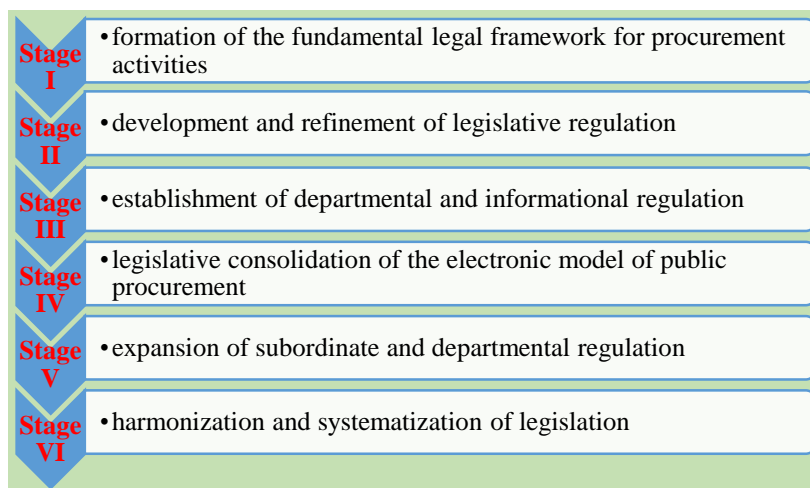 Stage
I
•formation of the fundamental legal framework for procurement
activities
Stage
II
•development and refinement of legislative regulation
Stage
III
•establishment of departmental and informational regulation
Stage
IV
•legislative consolidation of the electronic model of public
procurement
Stage
V
•expansion of subordinate and departmental regulation
Stage
VI
•harmonization and systematization of legislation